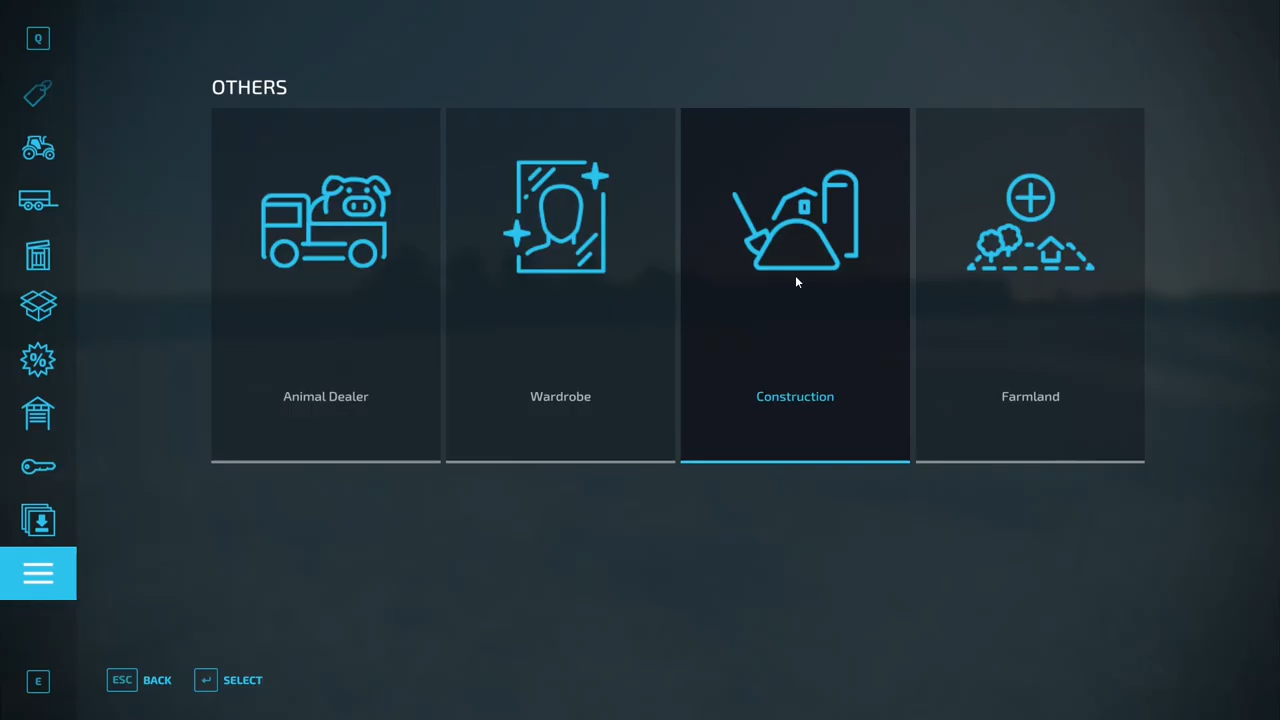 Q
OTHERS
%
Animal Dealer
Wardrobe
Construction
Farmland
E
ESC BACK
↵ SELECT